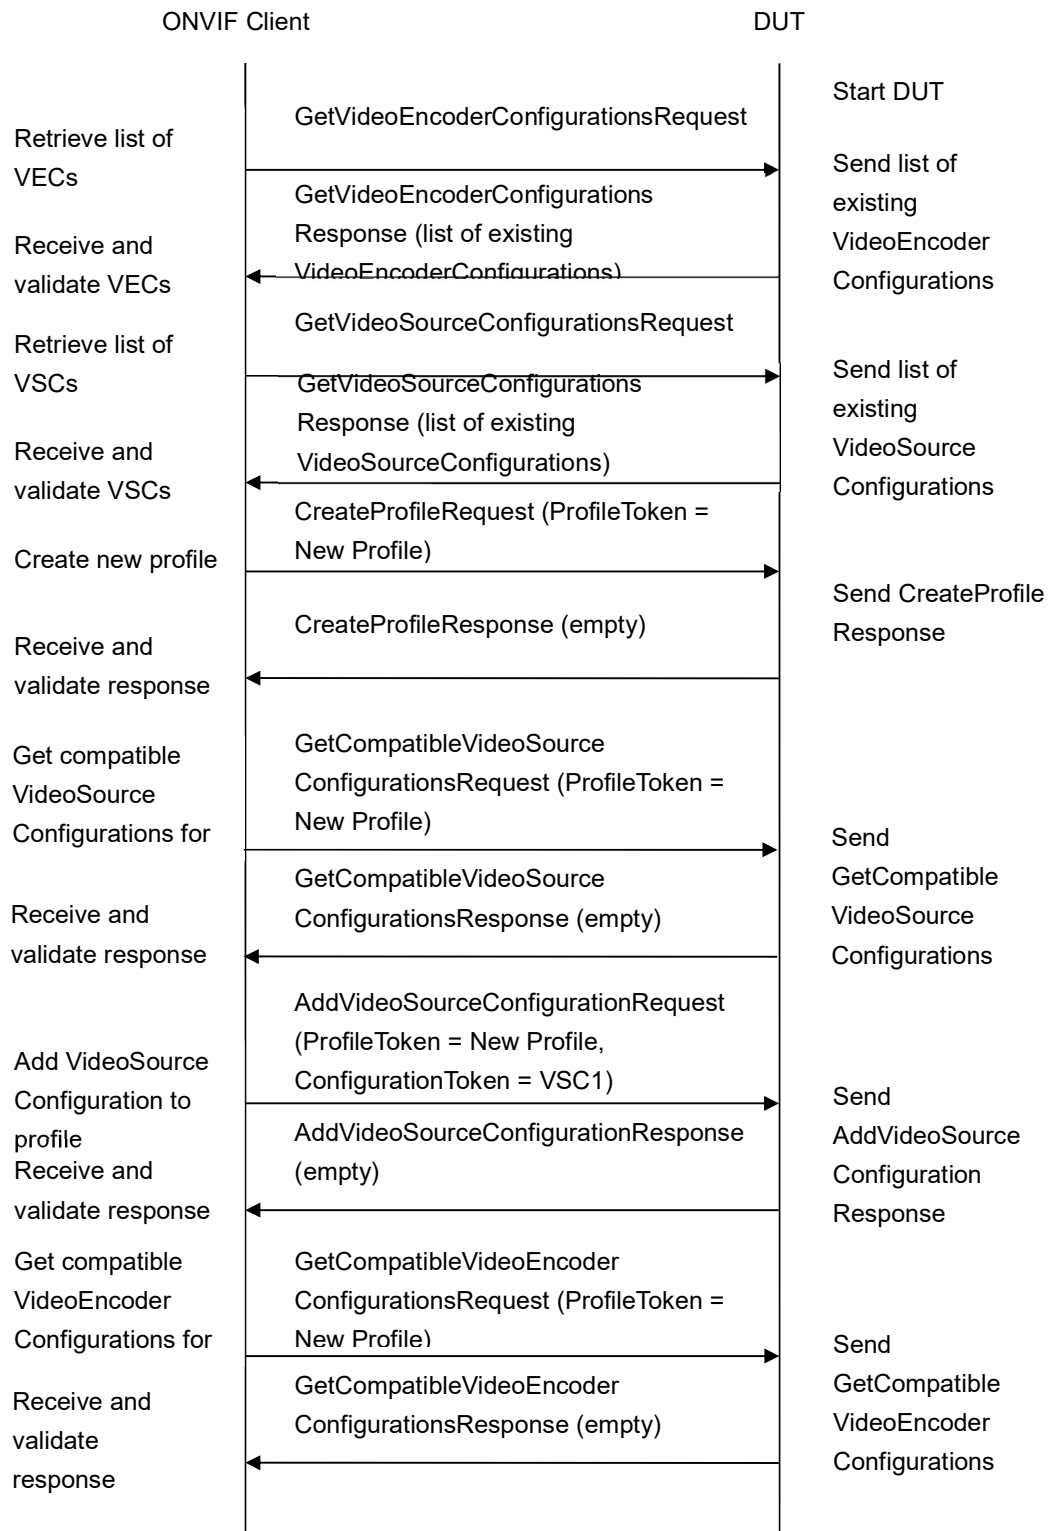 ONVIF Client
DUT
Start DUT
GetVideoEncoderConfigurationsRequest
Retrieve list of
VECs
Send list of
existing
VideoEncoder
Configurations
GetVideoEncoderConfigurations
Response (list of existing
VideoEncoderConfigurations)
Receive and
validate VECs
GetVideoSourceConfigurationsRequest
Retrieve list of
VSCs
Send list of
existing
VideoSource
Configurations
GetVideoSourceConfigurations
Response (list of existing
VideoSourceConfigurations)
Receive and
validate VSCs
CreateProfileRequest (ProfileToken =
New Profile)
Create new profile
Send CreateProfile
Response
CreateProfileResponse (empty)
Receive and
validate response
GetCompatibleVideoSource
ConfigurationsRequest (ProfileToken =
New Profile)
Get compatible
VideoSource
Configurations for
Send
GetCompatible
VideoSource
Configurations
GetCompatibleVideoSource
ConfigurationsResponse (empty)
Receive and
validate response
AddVideoSourceConfigurationRequest
(ProfileToken = New Profile,
ConfigurationToken = VSC1)
Add VideoSource
Configuration to
profile
Send
AddVideoSource
Configuration
Response
AddVideoSourceConfigurationResponse
(empty)
Receive and
validate response
GetCompatibleVideoEncoder
ConfigurationsRequest (ProfileToken =
New Profile)
Get compatible
VideoEncoder
Configurations for
Send
GetCompatible
VideoEncoder
Configurations
GetCompatibleVideoEncoder
ConfigurationsResponse (empty)
Receive and
validate
response